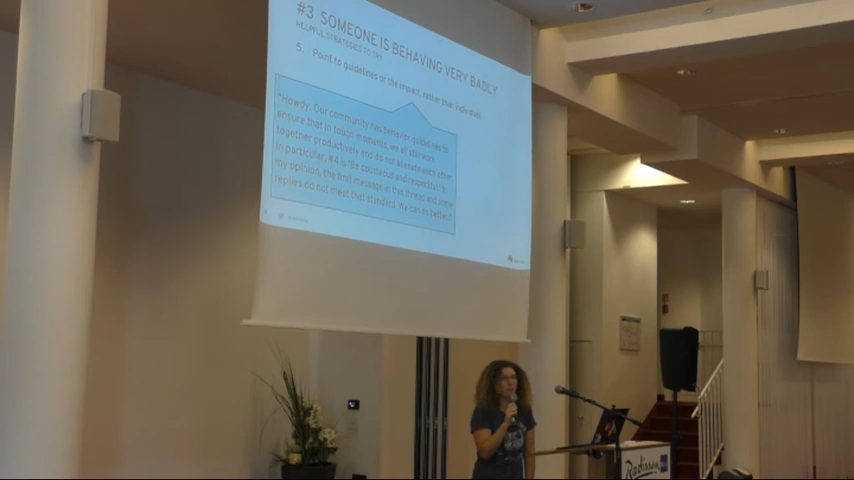 #3 SOMEONE IS BEHAVING VERY BADLY
HELPFUL STRATEGIES TO TRY
5. Point to guidelines or the impact, rather than individual.
"Howdy. Our community has behavior guidelines to
ensure that in tough moments, we all still work
together productively and do not alienate each other.
In particular, #4 is 'Be courteous and respectful.' In
my opinion, the first message in this thread and some
replies do not meet that standard. We can do better."
Radisson